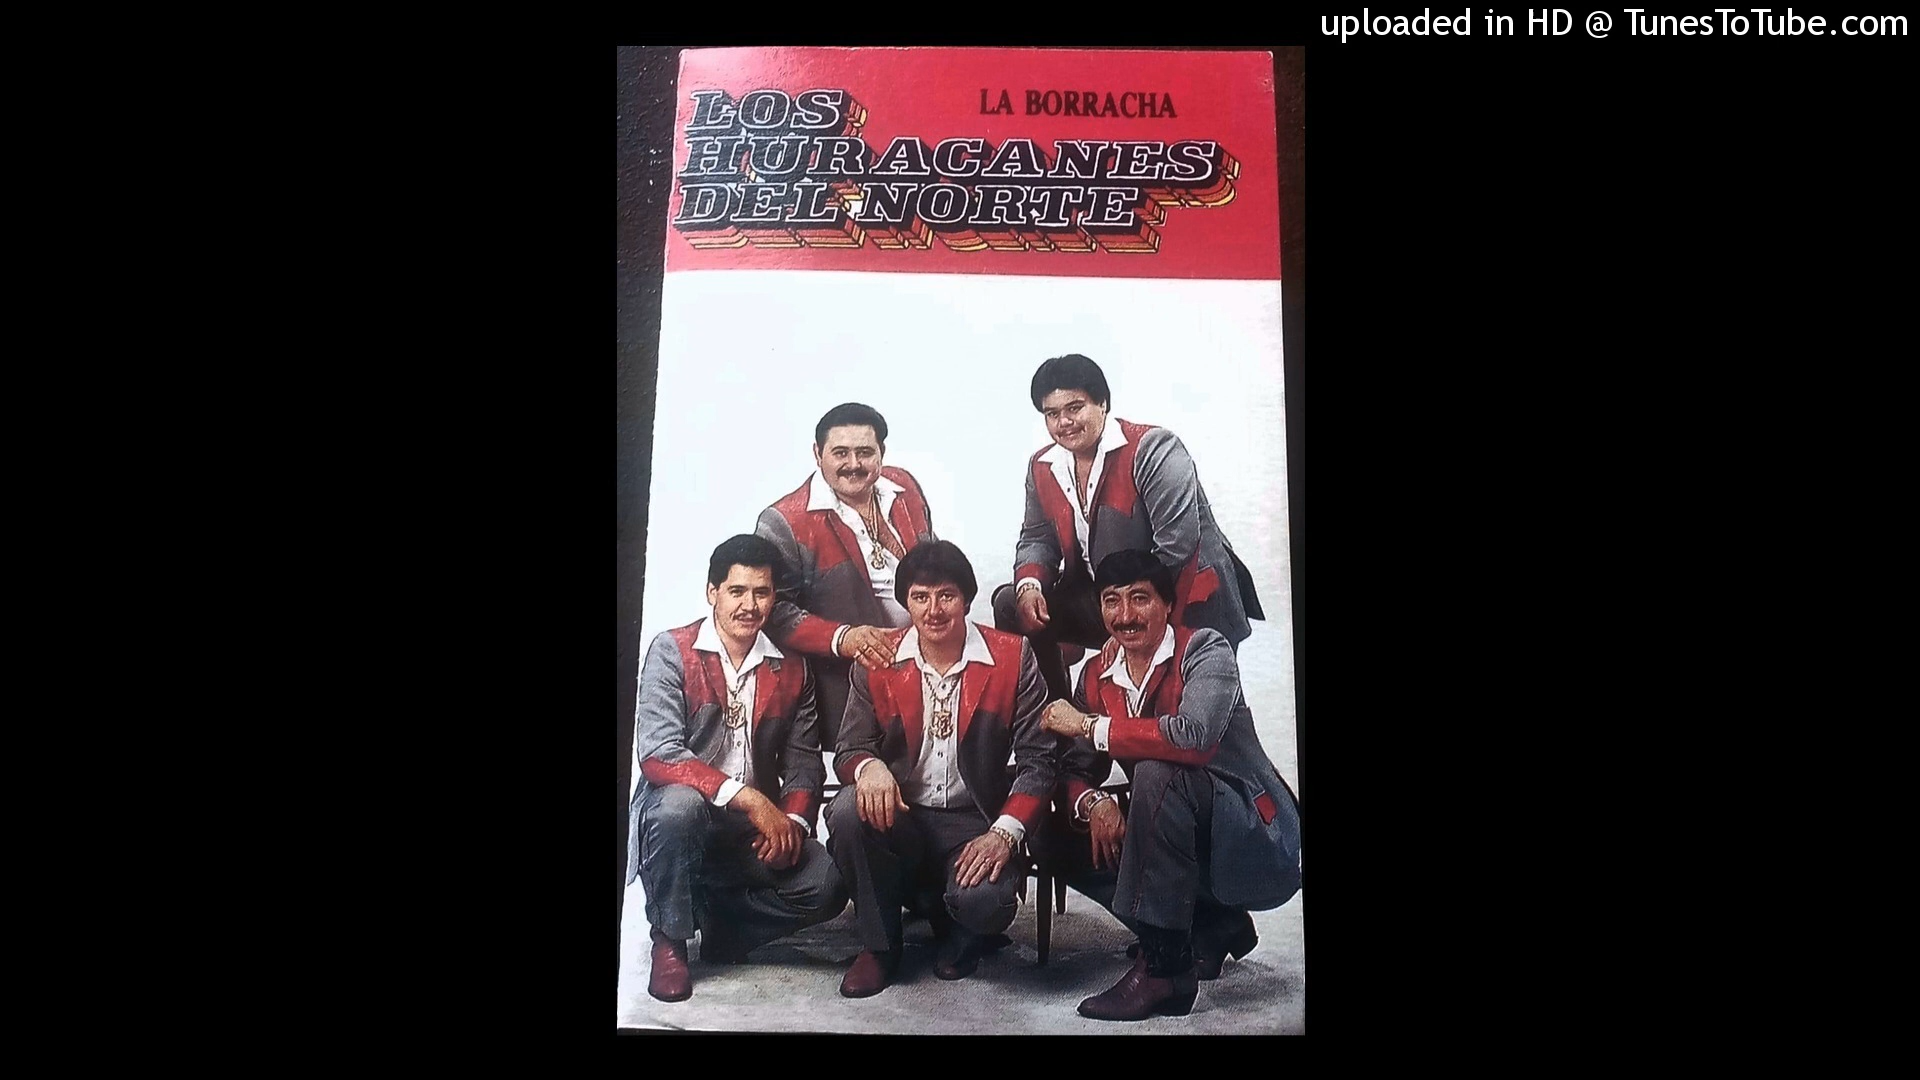 uploaded in HD @ TunesToTube.com
LA BORRACHA
LOS
HURACANES
DEL NORTE